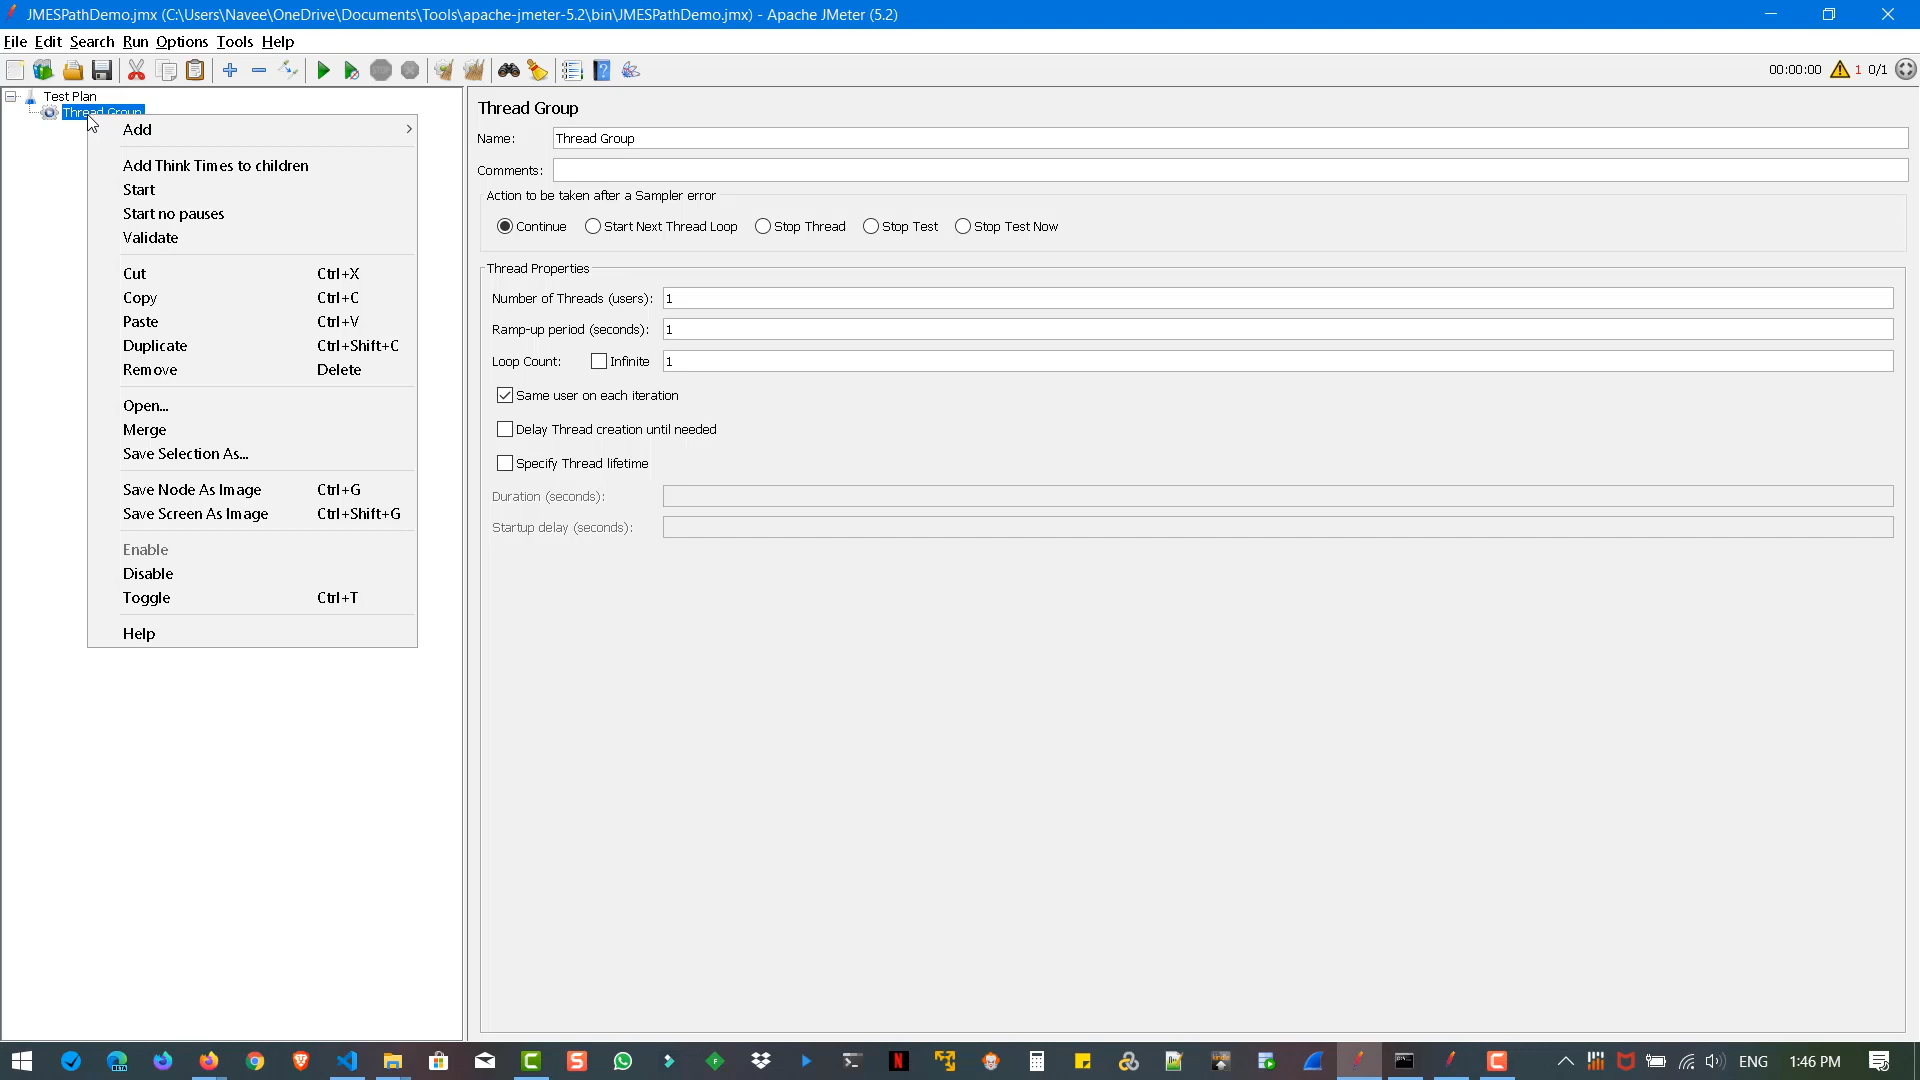 JMESPathDemo.jmx (C:\Users\Navee\OneDrive\Documents\Tools\apache-jmeter-5.2\bin\JMESPathDemo.jmx) - Apache JMeter (5.2)
File Edit Search Run Options Tools Help
00:00:00 1 0/1
Test Plan
Thread Group
Add
Add Think Times to children
Start
Start no pauses
Validate
Cut Ctrl+X
Copy Ctrl+C
Paste Ctrl+V
Duplicate Ctrl+Shift+C
Remove Delete
Open...
Merge
Save Selection As...
Save Node As Image Ctrl+G
Save Screen As Image Ctrl+Shift+G
Enable
Disable
Toggle Ctrl+T
Help
Thread Group
Name: Thread Group
Comments:
Action to be taken after a Sampler error
Continue Start Next Thread Loop Stop Thread Stop Test Stop Test Now
Thread Properties
Number of Threads (users): 1
Ramp-up period (seconds): 1
Loop Count: Infinite 1
Same user on each iteration
Delay Thread creation until needed
Specify Thread lifetime
Duration (seconds):
Startup delay (seconds):
ENG 1:46 PM